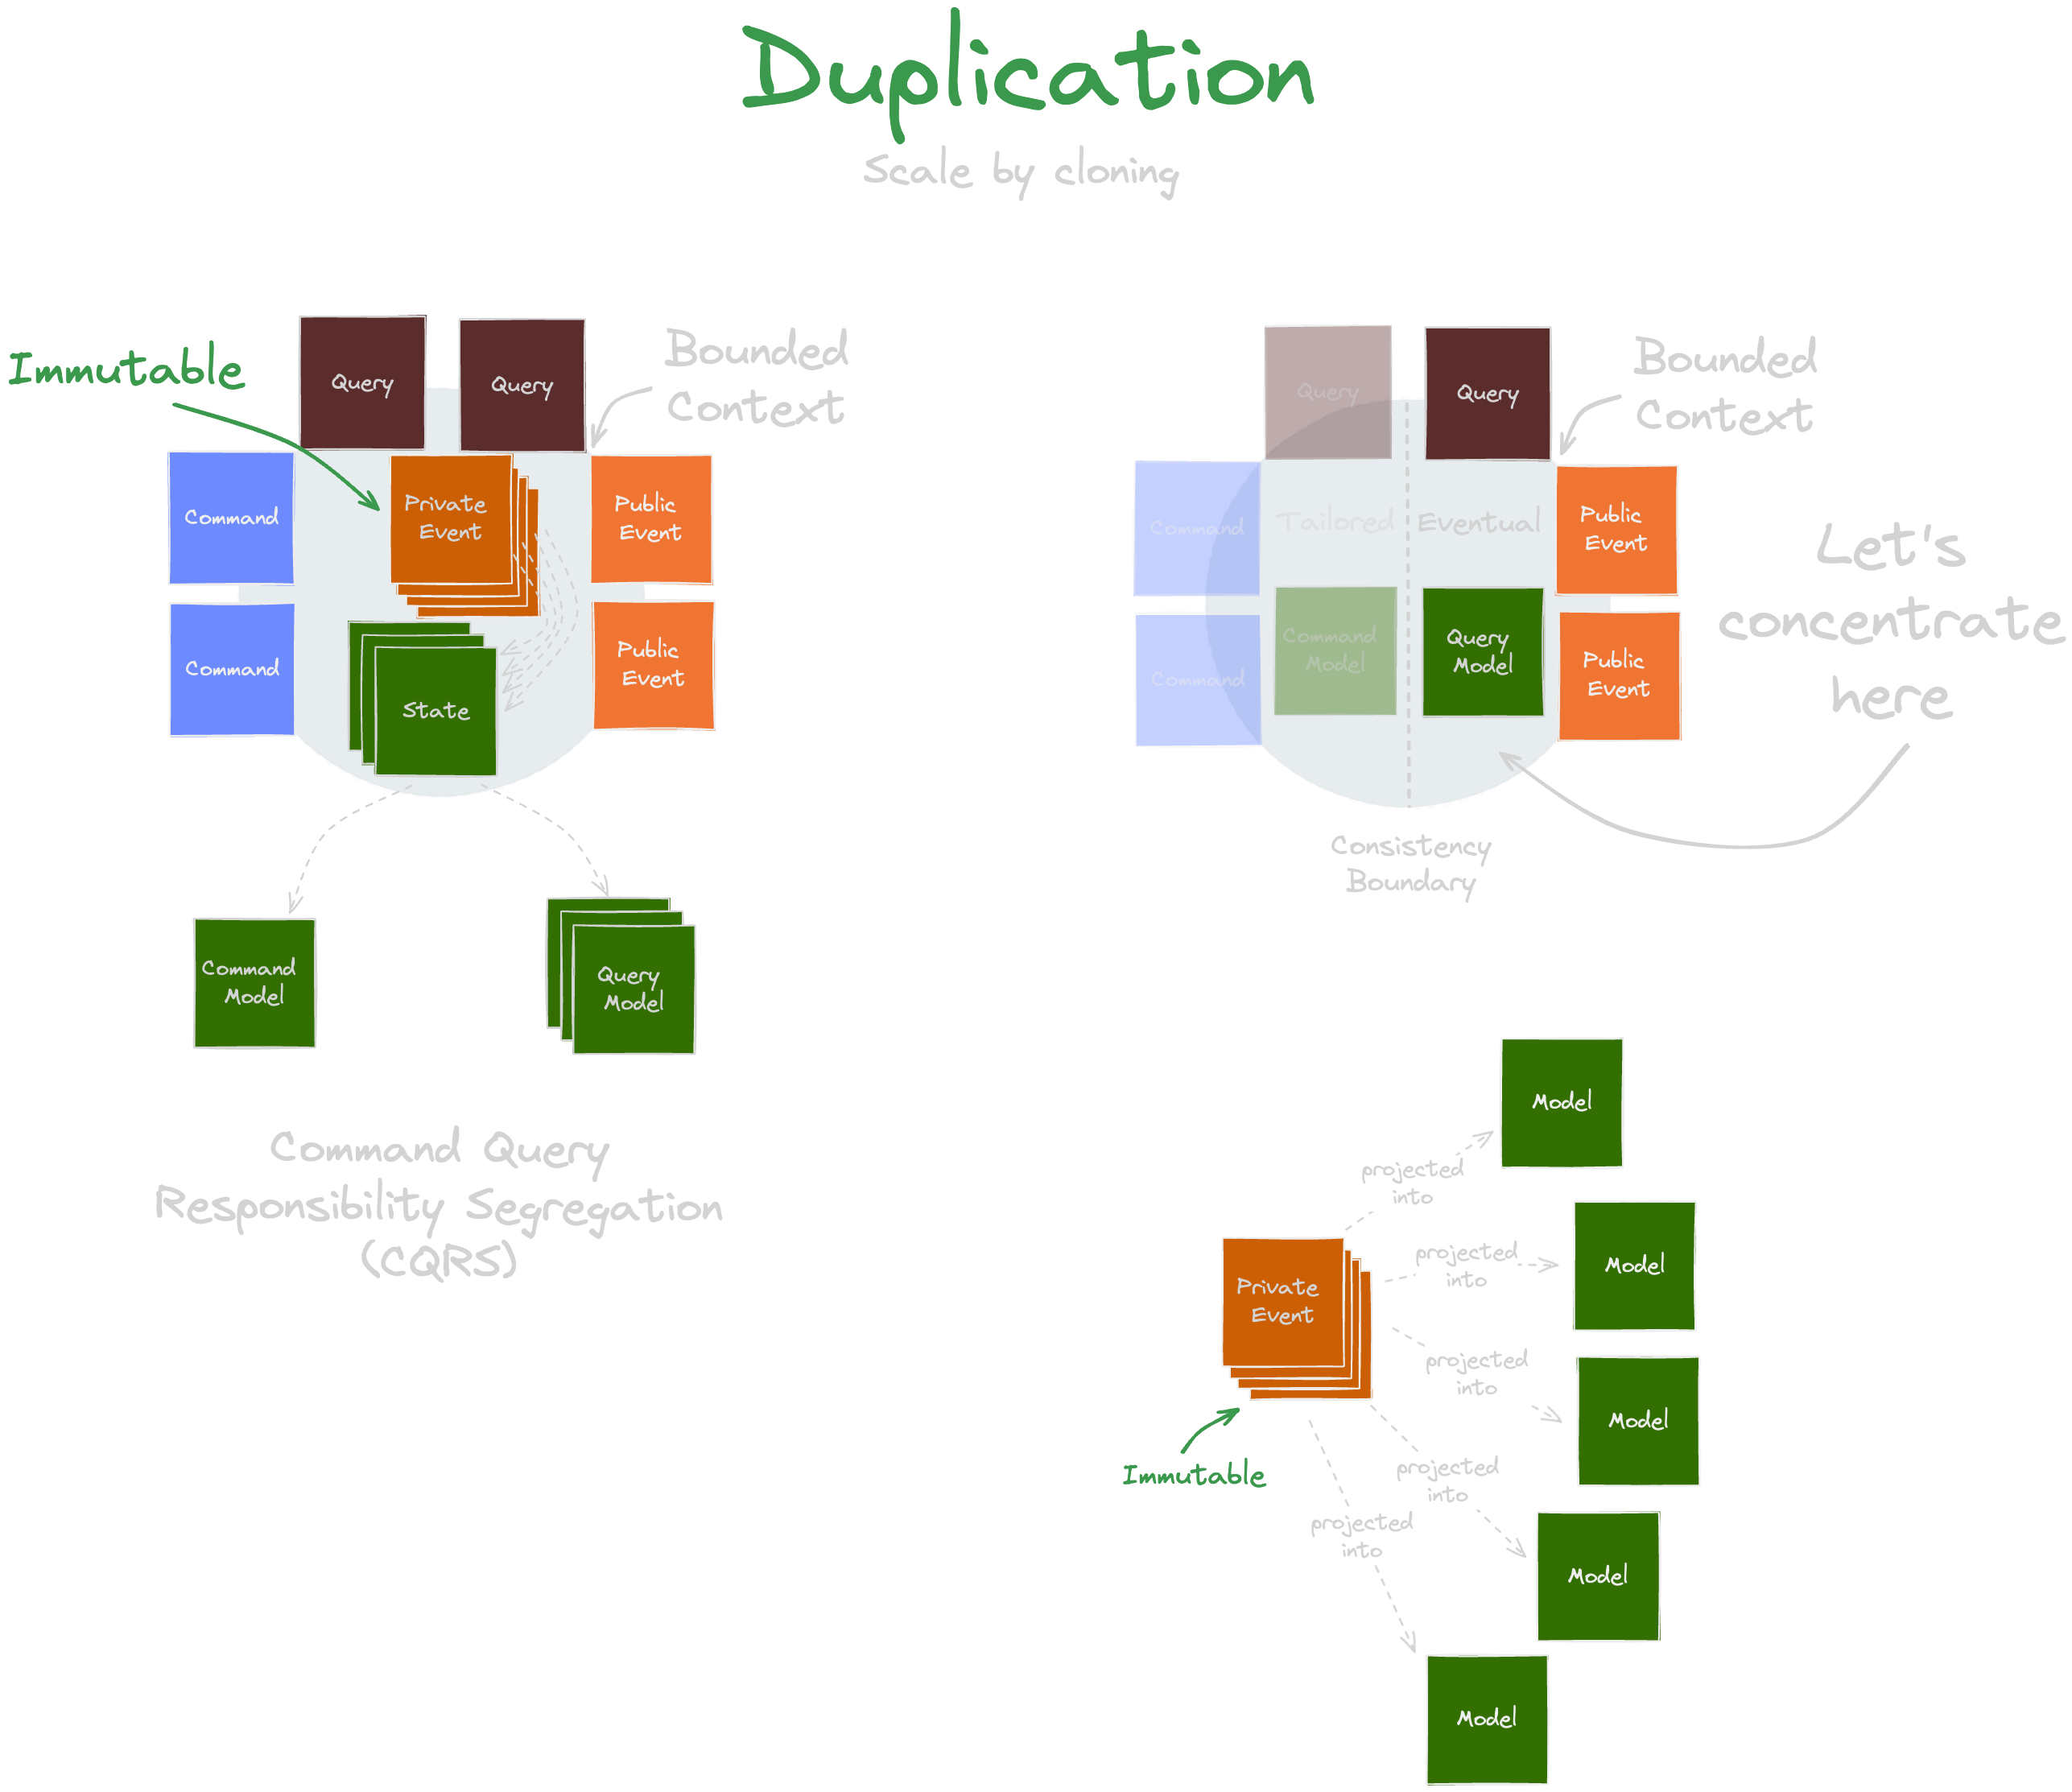 Duplication
Scale by cloning
Immutable
Query
Query
Bounded
Context
Command
Private
Event
Public
Event
Command
State
Public
Event
Command
Model
Query
Model
Command Query
Responsibility Segregation
(CQRS)
Query
Query
Bounded
Context
Command
Tailored
Eventual
Public
Event
Let's
concentrate
here
Command
Command
Model
Query
Model
Public
Event
Consistency
Boundary
Model
projected
into
Private
Event
projected
into
Model
projected
into
Model
Immutable
projected
into
projected
into
Model
Model